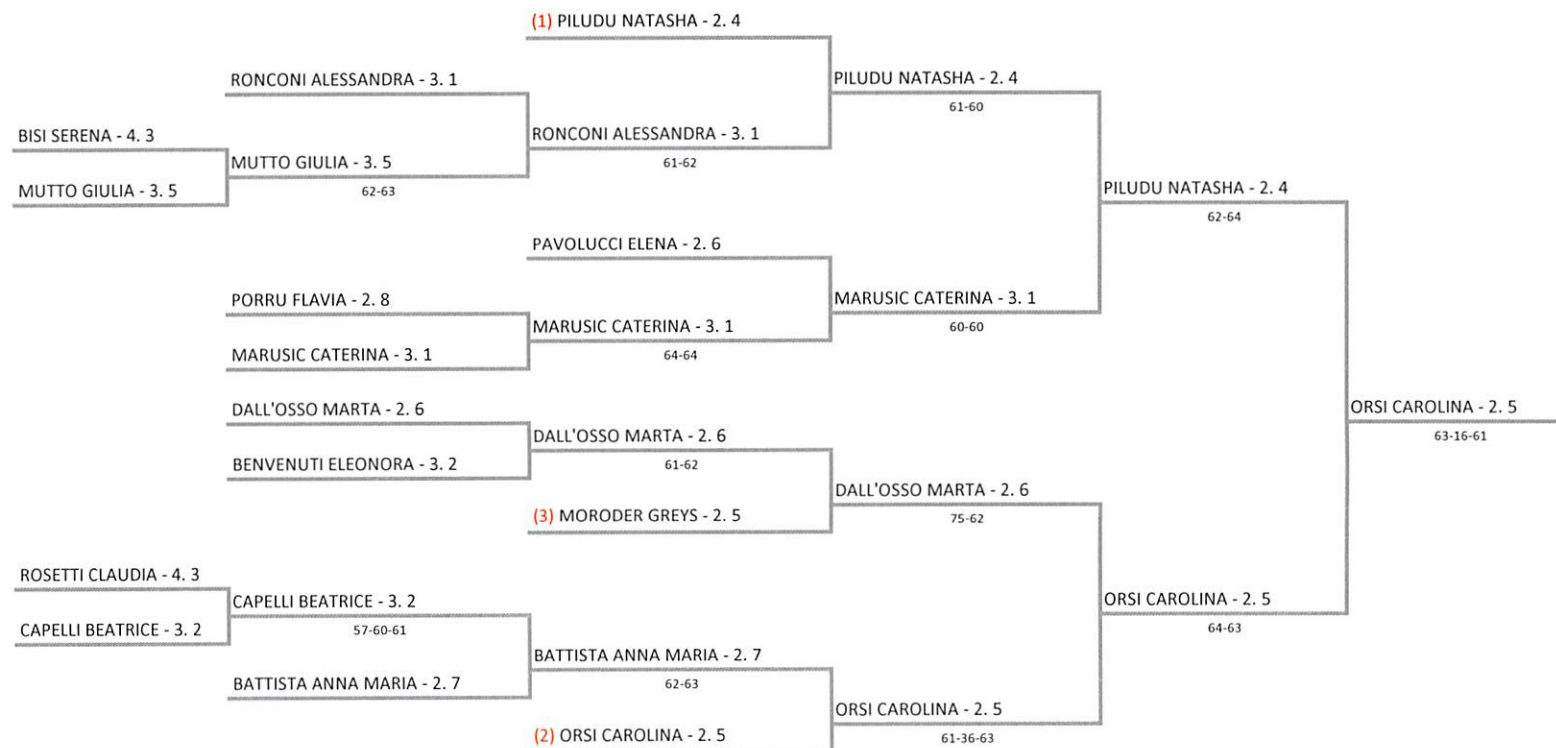 (1) PILUDU NATASHA - 2. 4
RONCONI ALESSANDRA - 3. 1
PILUDU NATASHA - 2. 4
61-60
BISI SERENA - 4. 3
RONCONI ALESSANDRA - 3. 1
61-62
MUTTO GIULIA - 3. 5
62-63
MUTTO GIULIA - 3. 5
PILUDU NATASHA - 2. 4
62-64
PAVOLUCCI ELENA - 2. 6
PORRU FLAVIA - 2. 8
MARUSIC CATERINA - 3. 1
60-60
MARUSIC CATERINA - 3. 1
64-64
MARUSIC CATERINA - 3. 1
DALL'OSSO MARTA - 2. 6
ORSI CAROLINA - 2. 5
63-16-61
DALL'OSSO MARTA - 2. 6
61-62
BENVENUTI ELEONORA - 3. 2
DALL'OSSO MARTA - 2. 6
75-62
(3) MORODER GREYS - 2. 5
ROSETTI CLAUDIA - 4. 3
CAPELLI BEATRICE - 3. 2
57-60-61
ORSI CAROLINA - 2. 5
64-63
CAPELLI BEATRICE - 3. 2
BATTISTA ANNA MARIA - 2. 7
62-63
BATTISTA ANNA MARIA - 2. 7
ORSI CAROLINA - 2. 5
61-36-63
(2) ORSI CAROLINA - 2. 5